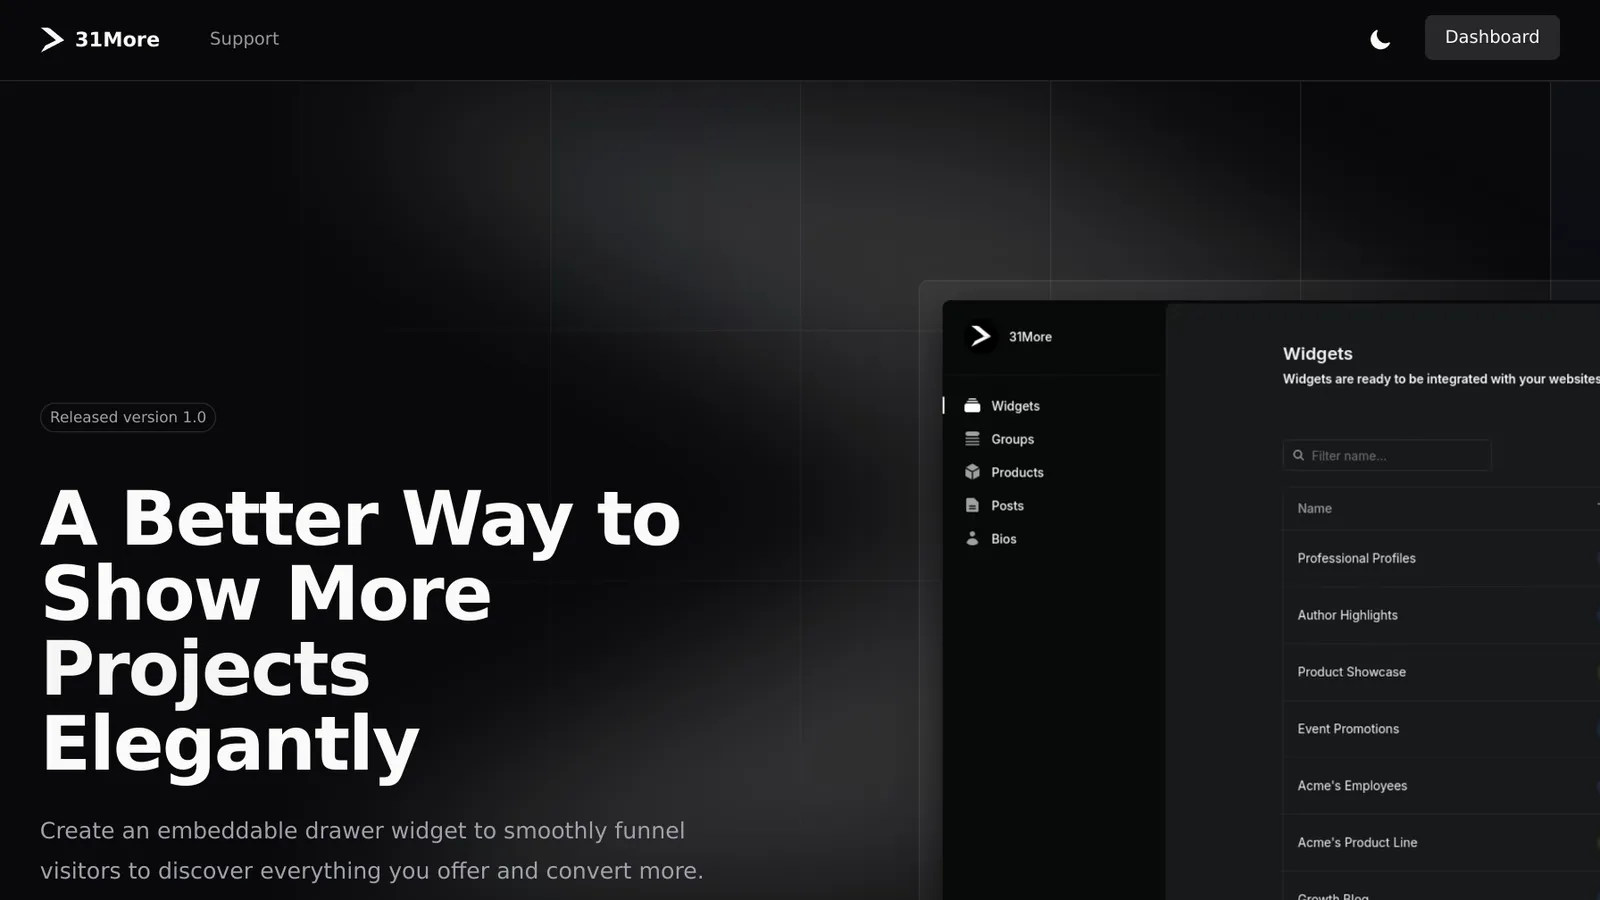 31More
Support
Dashboard
Released version 1.0
A Better Way to
Show More
Projects
Elegantly
Create an embeddable drawer widget to smoothly funnel
visitors to discover everything you offer and convert more.
31More
Widgets
Groups
Products
Posts
Bios
Widgets
Widgets are ready to be integrated with your websites
Filter name...
Name
Professional Profiles
Author Highlights
Product Showcase
Event Promotions
Acme's Employees
Acme's Product Line
Growth Blog